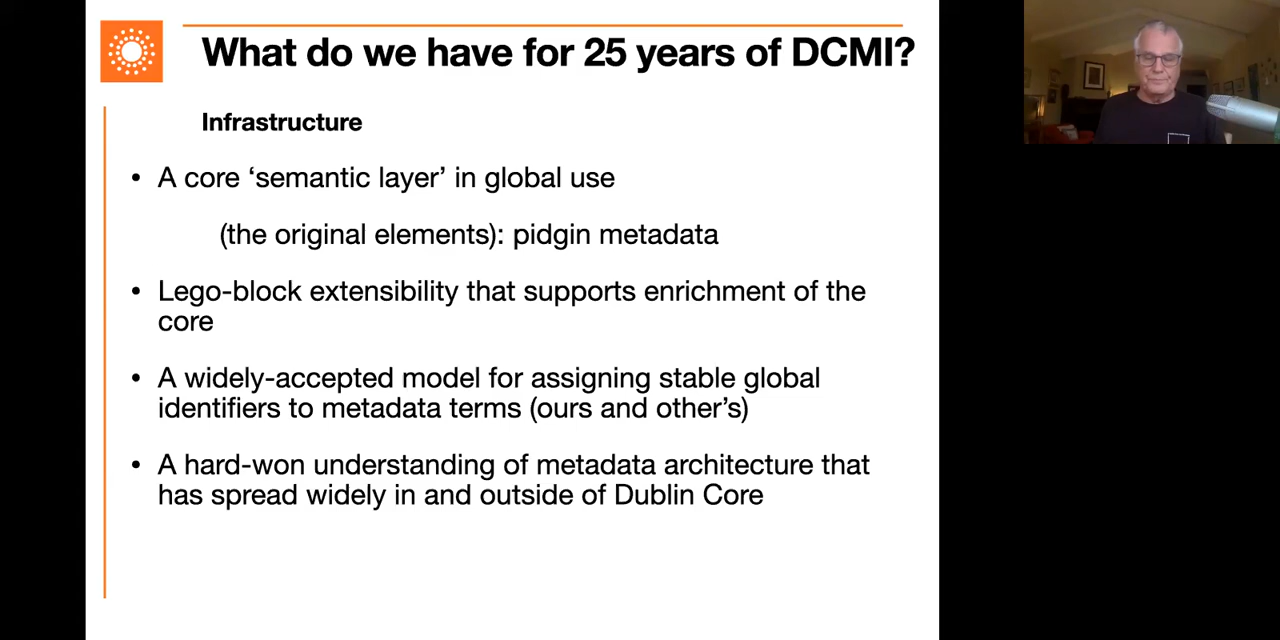 What do we have for 25 years of DCMI?
Infrastructure
• A core ‘semantic layer’ in global use
(the original elements): pidgin metadata
• Lego-block extensibility that supports enrichment of the
core
• A widely-accepted model for assigning stable global
identifiers to metadata terms (ours and other’s)
• A hard-won understanding of metadata architecture that
has spread widely in and outside of Dublin Core